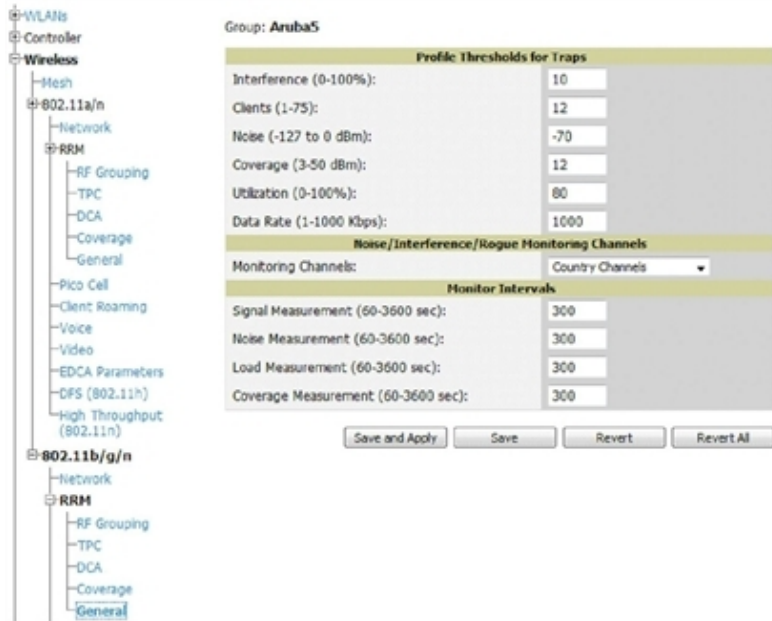 WLANs
Controller
Wireless
Mesh
802.11a/n
Network
RRM
RF Grouping
TPC
DCA
Coverage
General
Pico Cell
Client Roaming
Voice
Video
EDCA Parameters
DFS (802.11h)
High Throughput
(802.11n)
802.11b/g/n
Network
RRM
RF Grouping
TPC
DCA
Coverage
General
Group: Aruba5
Profile Thresholds for Traps
Interference (0-100%): 10
Clients (1-75): 12
Noise (-127 to 0 dBm): -70
Coverage (3-50 dBm): 12
Utilization (0-100%): 80
Data Rate (1-1000 Kbps): 1000
Noise/Interference/Rogue Monitoring Channels
Monitoring Channels: Country Channels
Monitor Intervals
Signal Measurement (60-3600 sec): 300
Noise Measurement (60-3600 sec): 300
Load Measurement (60-3600 sec): 300
Coverage Measurement (60-3600 sec): 300
Save and Apply Save Revert Revert All